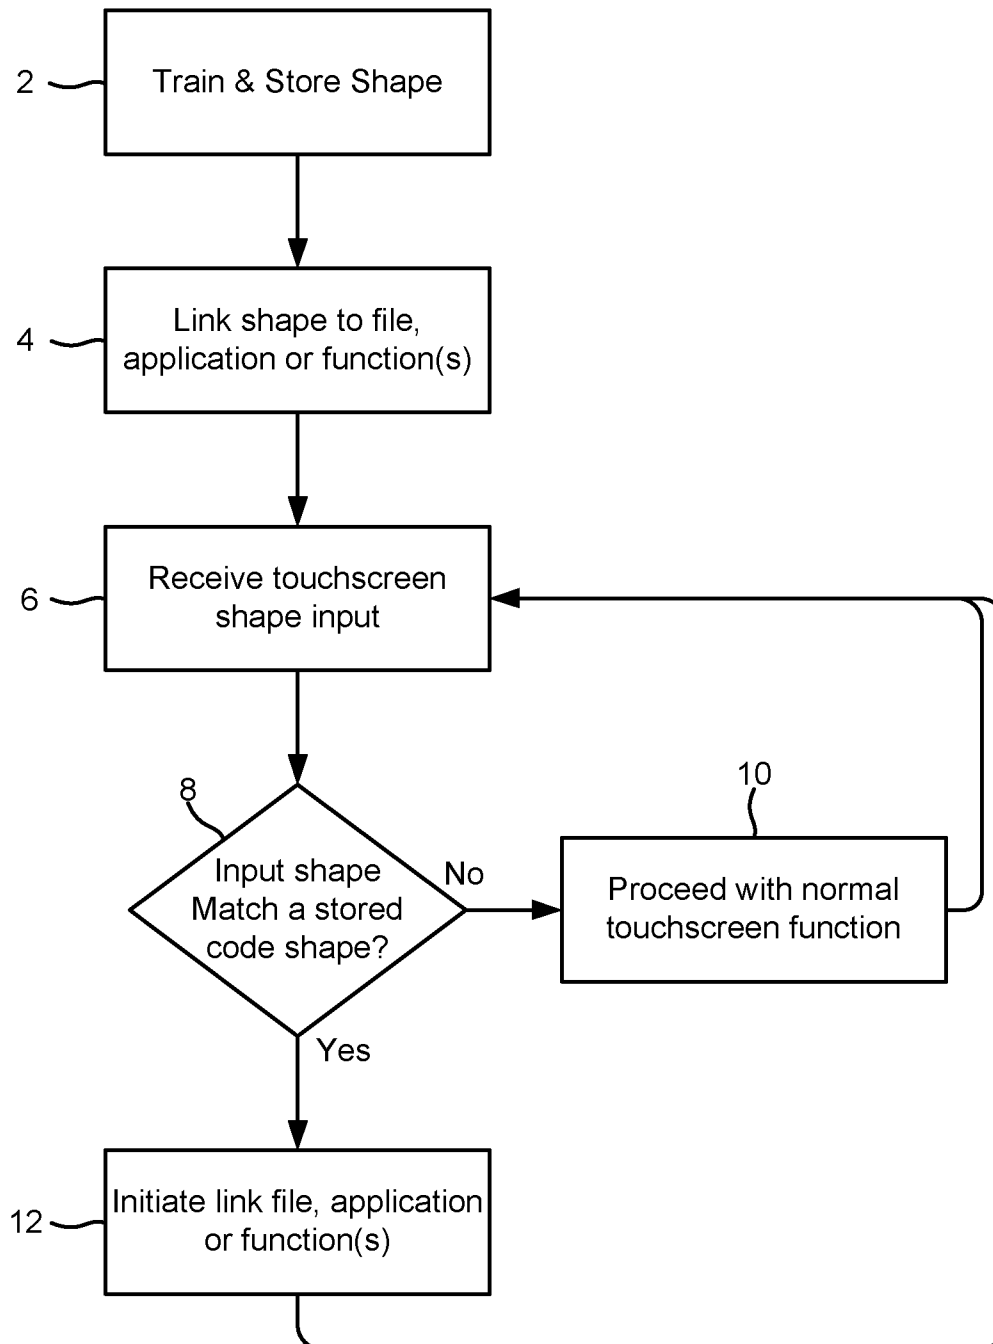 2
Train & Store Shape
4
Link shape to file,
application or function(s)
6
Receive touchscreen
shape input
8
Input shape
Match a stored
code shape?
No
10
Proceed with normal
touchscreen function
Yes
12
Initiate link file, application
or function(s)